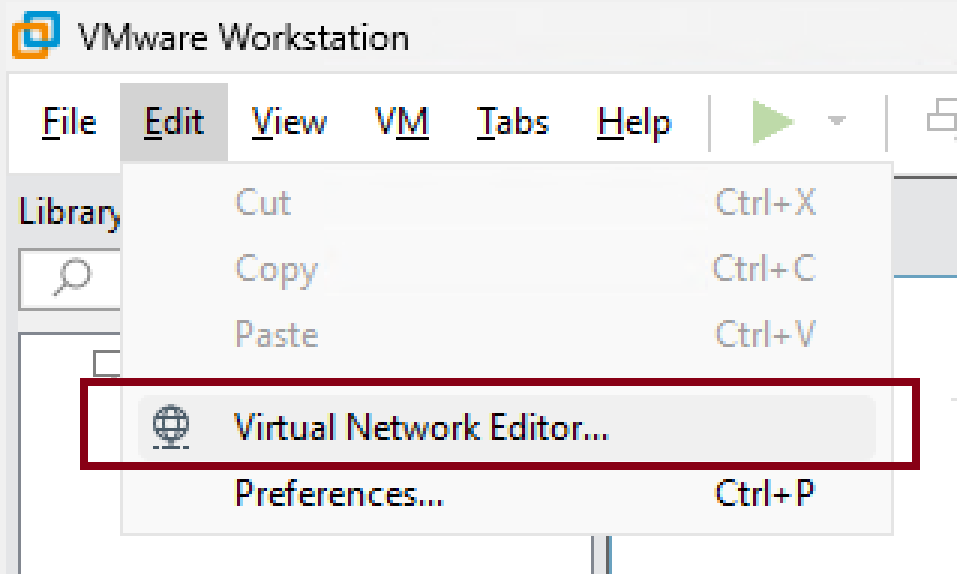 VMware Workstation
File Edit View VM Tabs Help
Library
Cut Ctrl+X
Copy Ctrl+C
Paste Ctrl+V
Virtual Network Editor...
Preferences... Ctrl+P